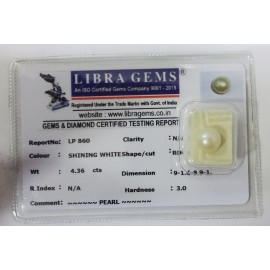 LIBRA GEMS®
An ISO Certified Gems Company 9001 - 2015
Registered Under the Trade Marks with Govt. of India
website : www.libragems.co.in
GEMS & DIAMOND CERTIFIED TESTING REPORT
ReportNo: LP 860 Clarity : N/A
Colour : SHINING WHITE Shape/cut :
Wt : 4.36 cts Dimension :
R Index : N/A Hardness : 3.0
Comment : ~~~~~ PEARL ~~~~~